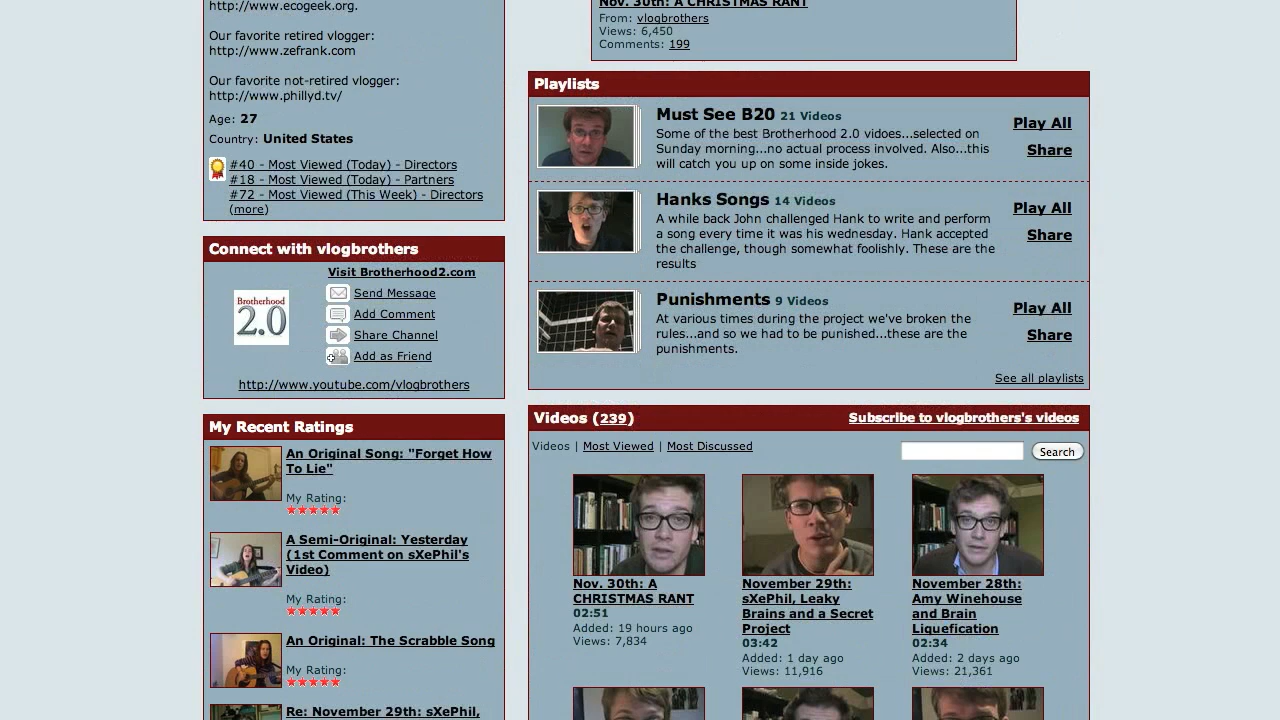 http://www.ecogeek.org.
Our favorite retired vlogger:
http://www.zefrank.com
Our favorite not-retired vlogger:
http://www.phillyd.tv/
Age: 27
Country: United States
#40 - Most Viewed (Today) - Directors
#18 - Most Viewed (Today) - Partners
#72 - Most Viewed (This Week) - Directors
(more)
Connect with vlogbrothers
Visit Brotherhood2.com
Brotherhood
2.0
Send Message
Add Comment
Share Channel
Add as Friend
http://www.youtube.com/vlogbrothers
My Recent Ratings
An Original Song: "Forget How
To Lie"
My Rating:
A Semi-Original: Yesterday
(1st Comment on sXePhil's
Video)
My Rating:
An Original: The Scrabble Song
My Rating:
Re: November 29th: sXePhil,
Nov. 30th: A CHRISTMAS RANT
From: vlogbrothers
Views: 6,450
Comments: 199
Playlists
Must See B20 21 Videos
Some of the best Brotherhood 2.0 vidoes...selected on
Sunday morning...no actual process involved. Also...this
will catch you up on some inside jokes.
Play All
Share
Hanks Songs 14 Videos
A while back John challenged Hank to write and perform
a song every time it was his wednesday. Hank accepted
the challenge, though somewhat foolishly. These are the
results
Play All
Share
Punishments 9 Videos
At various times during the project we've broken the
rules...and so we had to be punished...these are the
punishments.
Play All
Share
See all playlists
Videos (239)
Subscribe to vlogbrothers's videos
Videos | Most Viewed | Most Discussed
Search
Nov. 30th: A
CHRISTMAS RANT
02:51
Added: 19 hours ago
Views: 7,834
November 29th:
sXePhil, Leaky
Brains and a Secret
Project
03:42
Added: 1 day ago
Views: 11,916
November 28th:
Amy Winehouse
and Brain
Liquefication
02:34
Added: 2 days ago
Views: 21,361